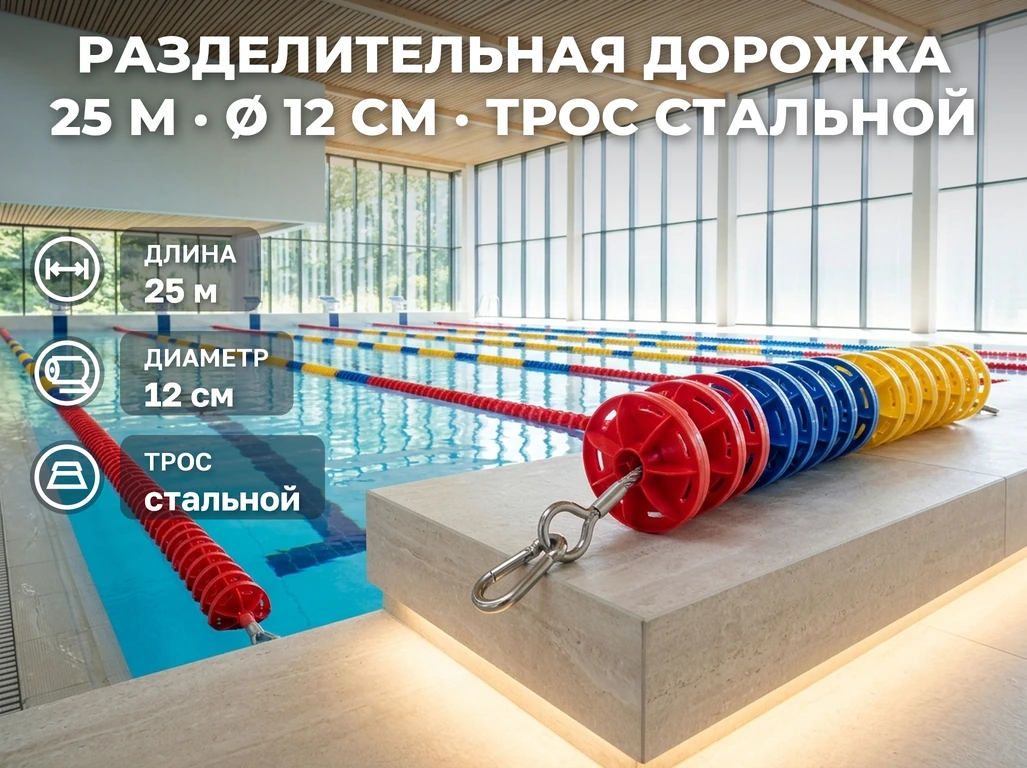 РАЗДЕЛИТЕЛЬНАЯ ДОРОЖКА
25 М · Ø 12 СМ · ТРОС СТАЛЬНОЙ
ДЛИНА
25 м
ДИАМЕТР
12 см
ТРОС
стальной